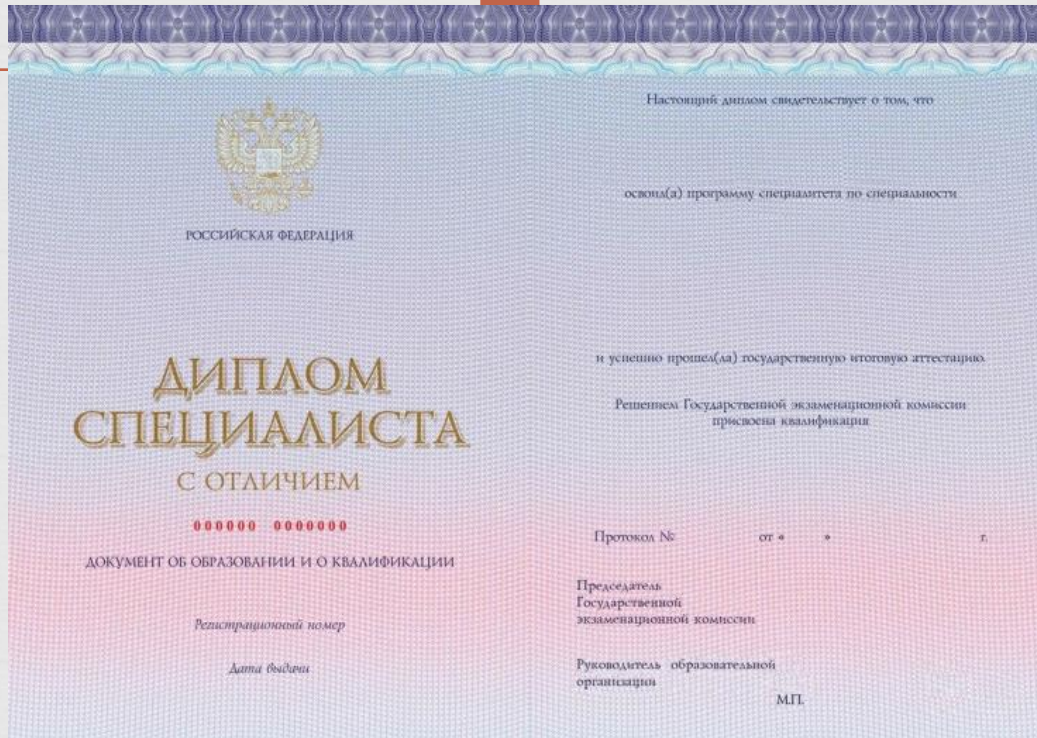 РОССИЙСКАЯ ФЕДЕРАЦИЯ
ДИПЛОМ
СПЕЦИАЛИСТА
С ОТЛИЧИЕМ
000000 0000000
ДОКУМЕНТ ОБ ОБРАЗОВАНИИ И О КВАЛИФИКАЦИИ
Регистрационный номер
Дата выдачи
Настоящий диплом свидетельствует о том, что
освоил(а) программу специалитета по специальности
и успешно прошел(ла) государственную итоговую аттестацию.
Решением Государственной экзаменационной комиссии
присвоена квалификация
Протокол № от « » г.
Председатель
Государственной
экзаменационной комиссии
Руководитель образовательной
организации
М.П.